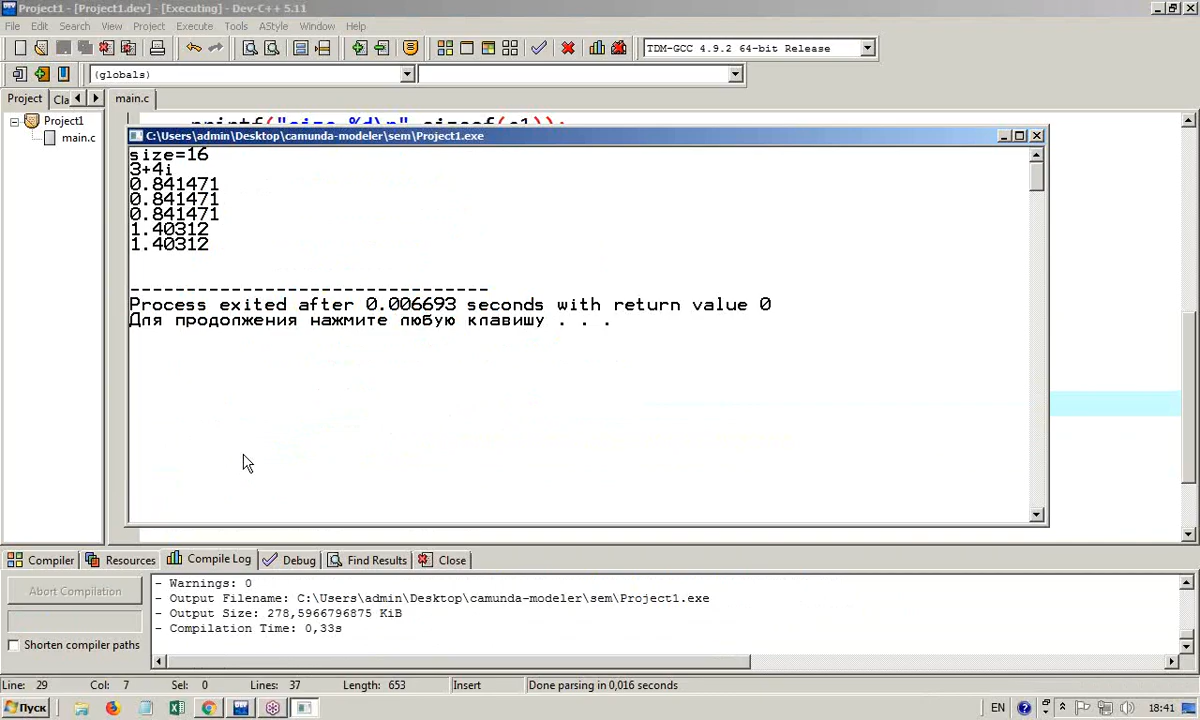 Project1 - [Project1.dev] - [Executing] - Dev-C++ 5.11
File Edit Search View Project Execute Tools AStyle Window Help
TDM-GCC 4.9.2 64-bit Release
(globals)
Project Cla main.c
Project1
main.c
printf("size %d\n" sizeof(c1));
C:\Users\admin\Desktop\camunda-modeler\sem\Project1.exe
size=16
3+4i
0.841471
0.841471
0.841471
1.40312
1.40312
--------------------------------
Process exited after 0.006693 seconds with return value 0
Для продолжения нажмите любую клавишу . . .
Compiler Resources Compile Log Debug Find Results Close
Abort Compilation
Shorten compiler paths
- Warnings: 0
- Output Filename: C:\Users\admin\Desktop\camunda-modeler\sem\Project1.exe
- Output Size: 278,5966796875 KiB
- Compilation Time: 0,33s
Line: 29 Col: 7 Sel: 0 Lines: 37 Length: 653 Insert Done parsing in 0,016 seconds
Пуск EN 18:41